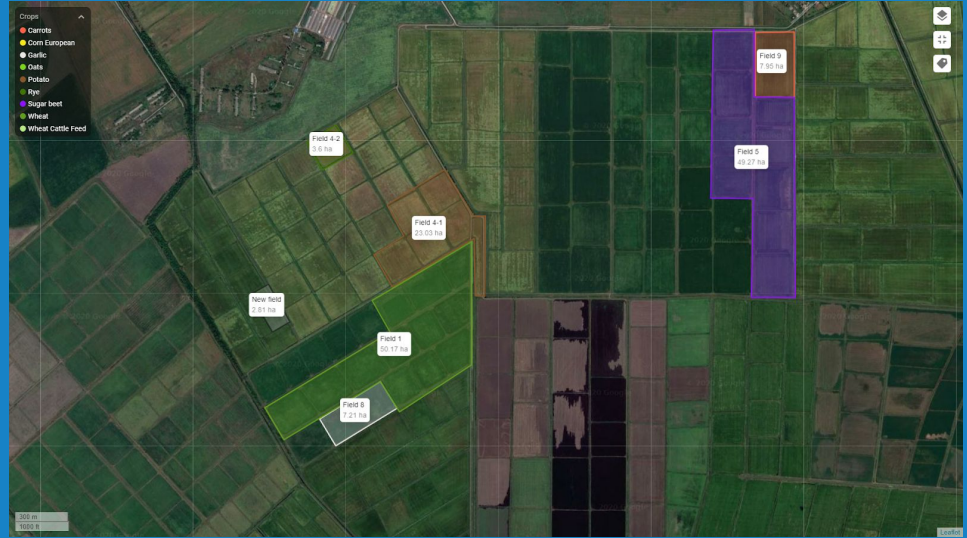 Crops
Carrots
Corn European
Garlic
Oats
Potato
Rye
Sugar beet
Wheat
Wheat Cattle Feed
Field 9
7.95 ha
Field 4-2
3.6 ha
Field 5
49.27 ha
Field 4-1
23.03 ha
New field
2.81 ha
Field 1
50.17 ha
Field 8
7.21 ha
300 m
1000 ft
Leaflet